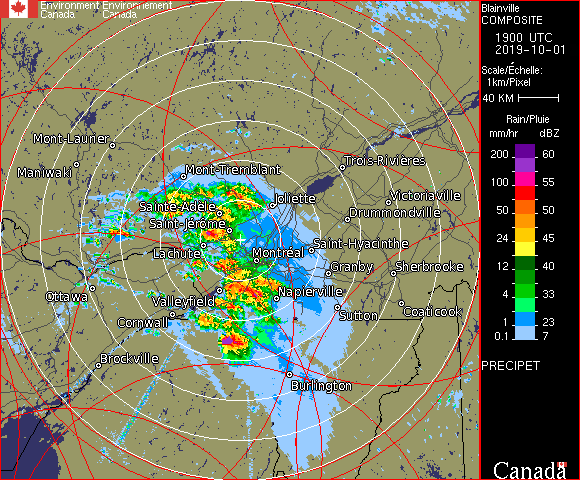 Environment Environnement
Canada Canada
Blainville
COMPOSITE
1900 UTC
2019-10-01
Scale/Échelle:
1km/Pixel
40 KM
Rain/Pluie
mm/hr dBZ
200 60
100 55
50 50
24 45
12 40
4 33
1 23
0.1 7
PRECIPET
Canada
Mont-Laurier
Maniwaki
Mont-Tremblant
Trois-Rivières
Joliette
Victoriaville
Sainte-Adèle
Drummondville
Saint-Jérôme
Saint-Hyacinthe
Lachute
Montréal
Granby
Sherbrooke
Ottawa
Napierville
Valleyfield
Coaticook
Sutton
Cornwall
Brockville
Burlington